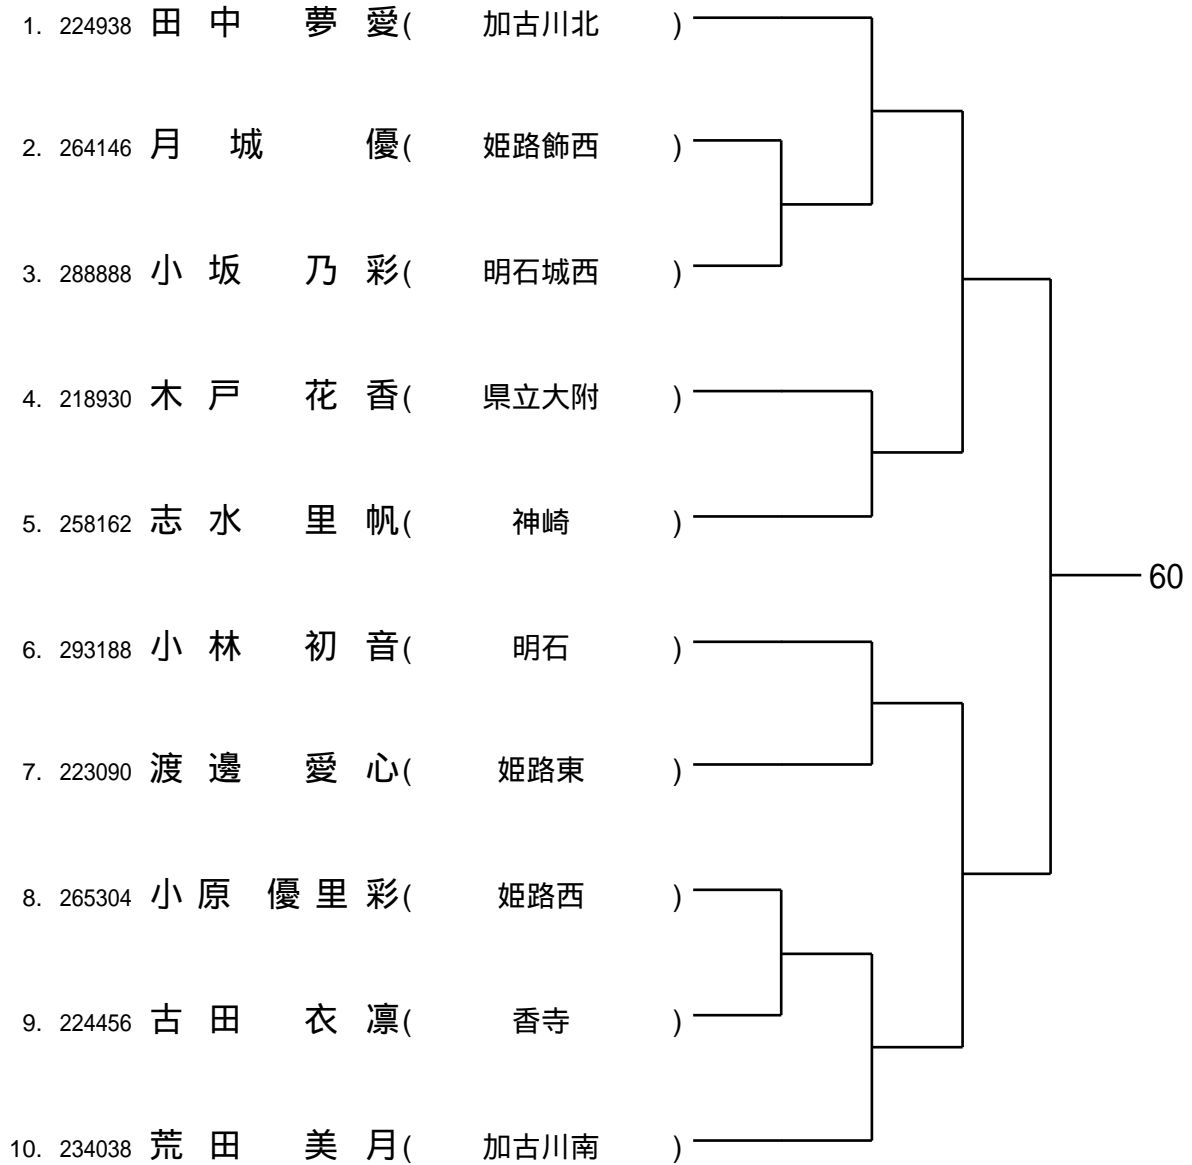 1. 224938 田中 夢愛( 加古川北 )
2. 264146 月城 優( 姫路飾西 )
3. 288888 小坂 乃彩( 明石城西 )
4. 218930 木戸 花香( 県立大附 )
5. 258162 志水 里帆( 神崎 )
60
6. 293188 小林 初音( 明石 )
7. 223090 渡邊 愛心( 姫路東 )
8. 265304 小原 優里彩( 姫路西 )
9. 224456 古田 衣凛( 香寺 )
10. 234038 荒田 美月( 加古川南 )